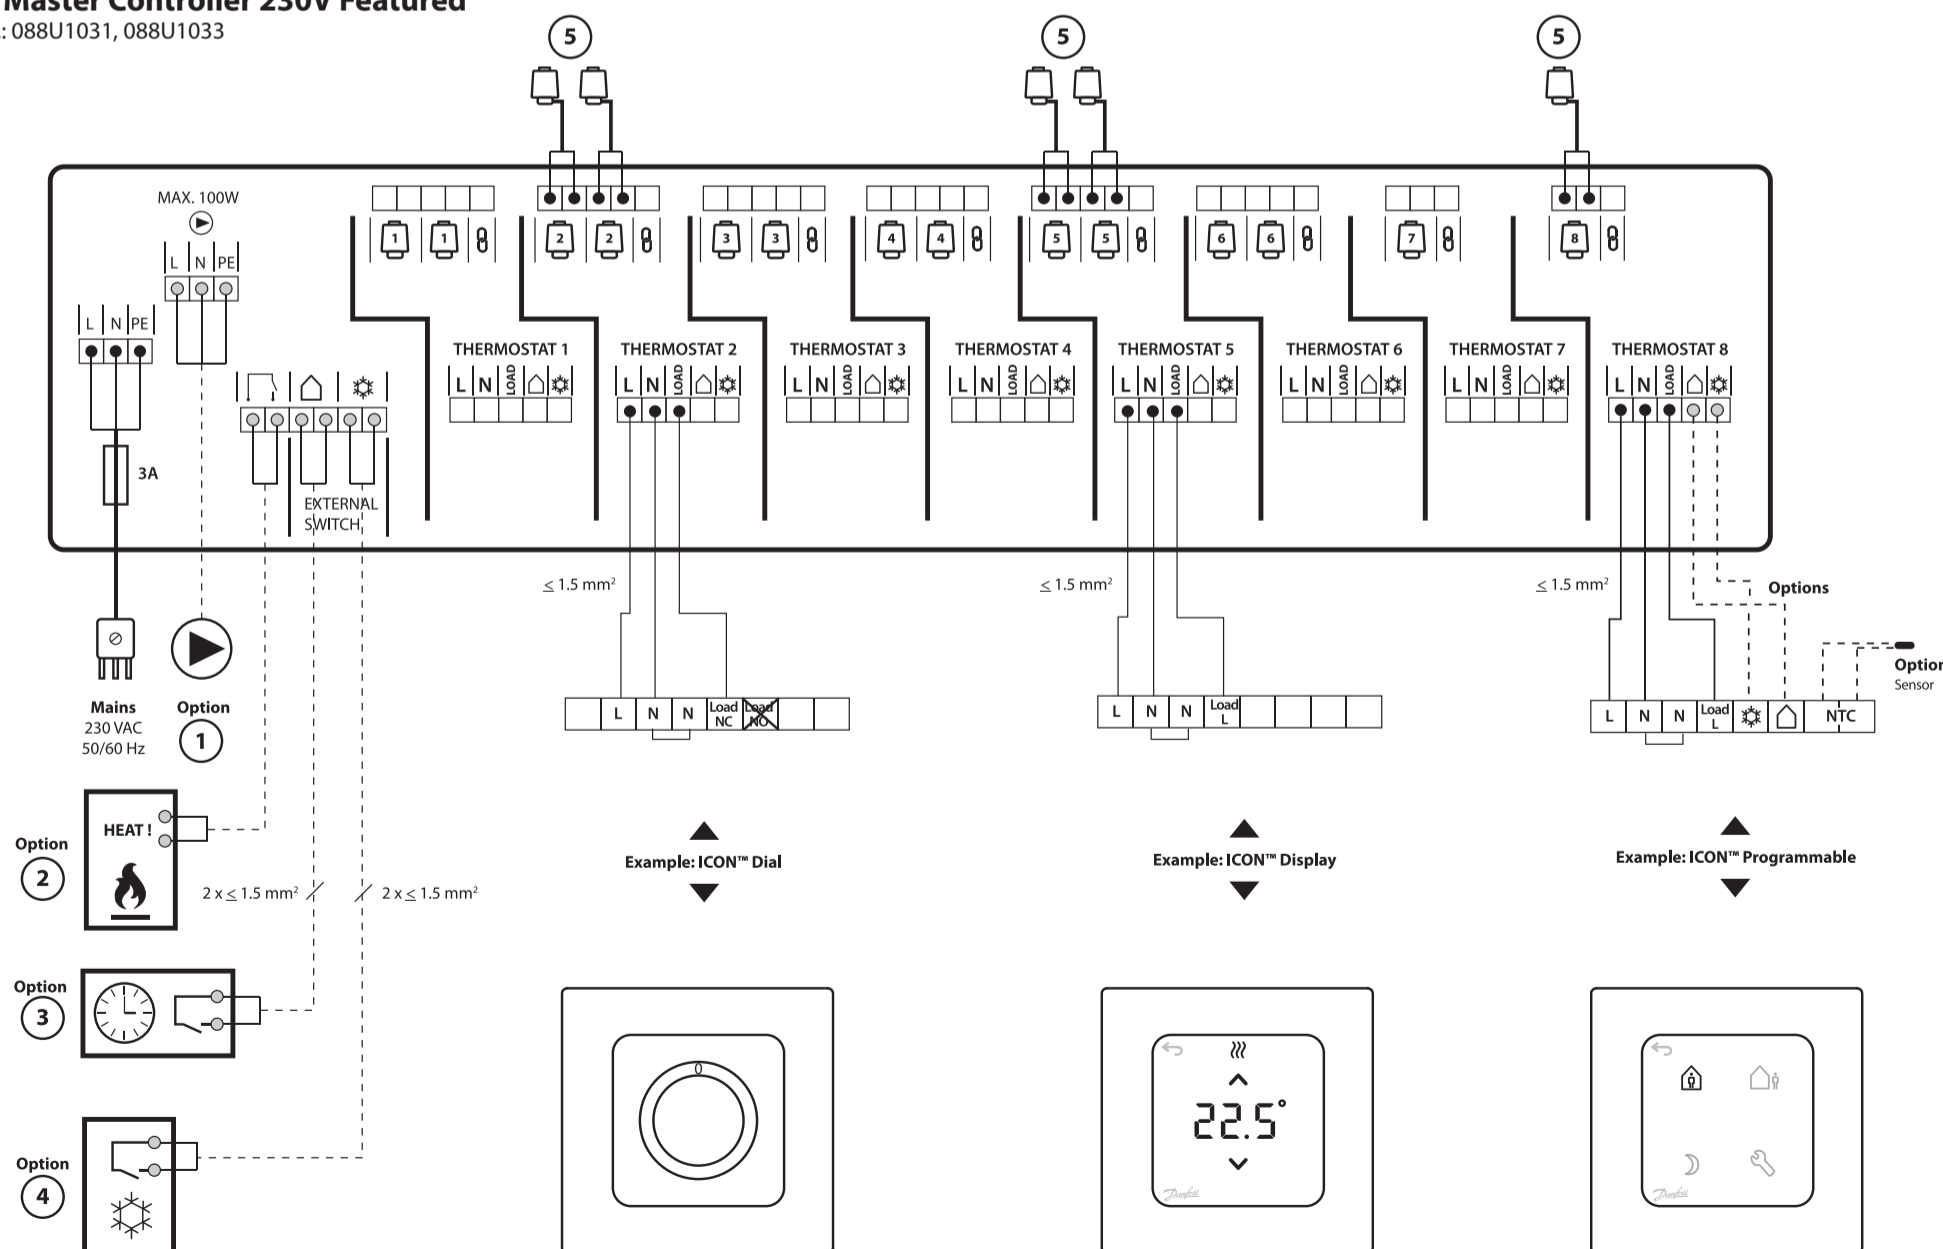 Master Controller 230V Featured
.: 088U1031, 088U1033
5 5 5
MAX. 100W
L N PE
L N PE
3A
EXTERNAL
SWITCH
1 1 2 2 3 3 4 4 5 5 6 6 7 8
THERMOSTAT 1 THERMOSTAT 2 THERMOSTAT 3 THERMOSTAT 4 THERMOSTAT 5 THERMOSTAT 6 THERMOSTAT 7 THERMOSTAT 8
L N LOAD L N LOAD L N LOAD L N LOAD L N LOAD L N LOAD L N LOAD L N LOAD
≤ 1.5 mm² ≤ 1.5 mm² ≤ 1.5 mm²
Options
Sensor
L N N Load NC Load NO
L N N Load L
L N N Load L NTC
Mains
230 VAC
50/60 Hz
Option
1
HEAT !
Option
2
2 x ≤ 1.5 mm² 2 x ≤ 1.5 mm²
Example: ICON™ Dial
Example: ICON™ Display
Example: ICON™ Programmable
Option
3
Option
4
0
22.5°
Danfoss
Danfoss